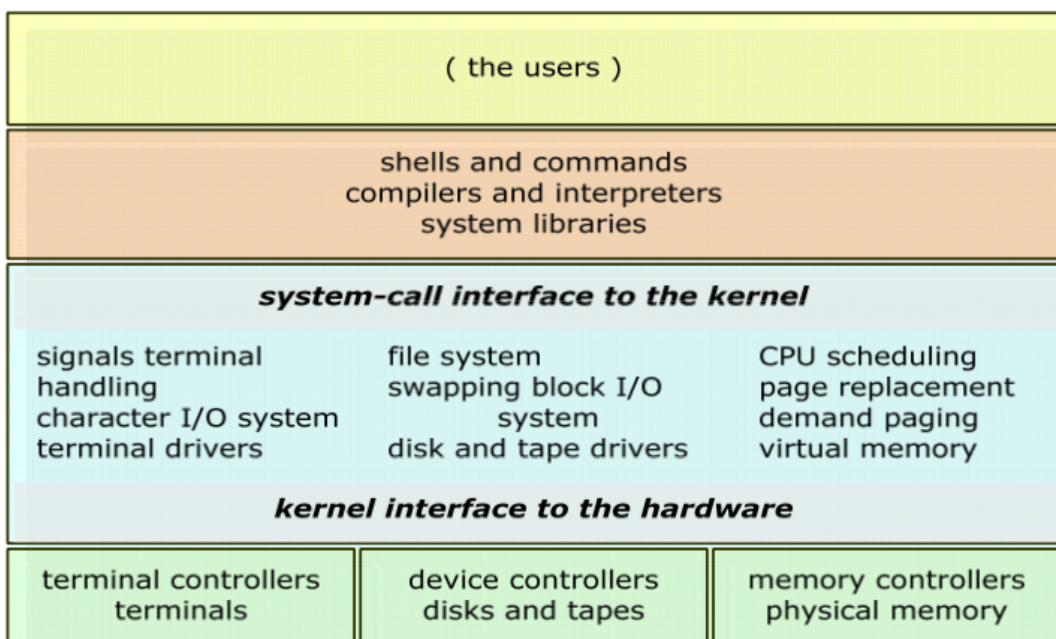 ( the users )
shells and commands
compilers and interpreters
system libraries
system-call interface to the kernel
signals terminal
handling
character I/O system
terminal drivers
file system
swapping block I/O
system
disk and tape drivers
CPU scheduling
page replacement
demand paging
virtual memory
kernel interface to the hardware
terminal controllers
terminals
device controllers
disks and tapes
memory controllers
physical memory